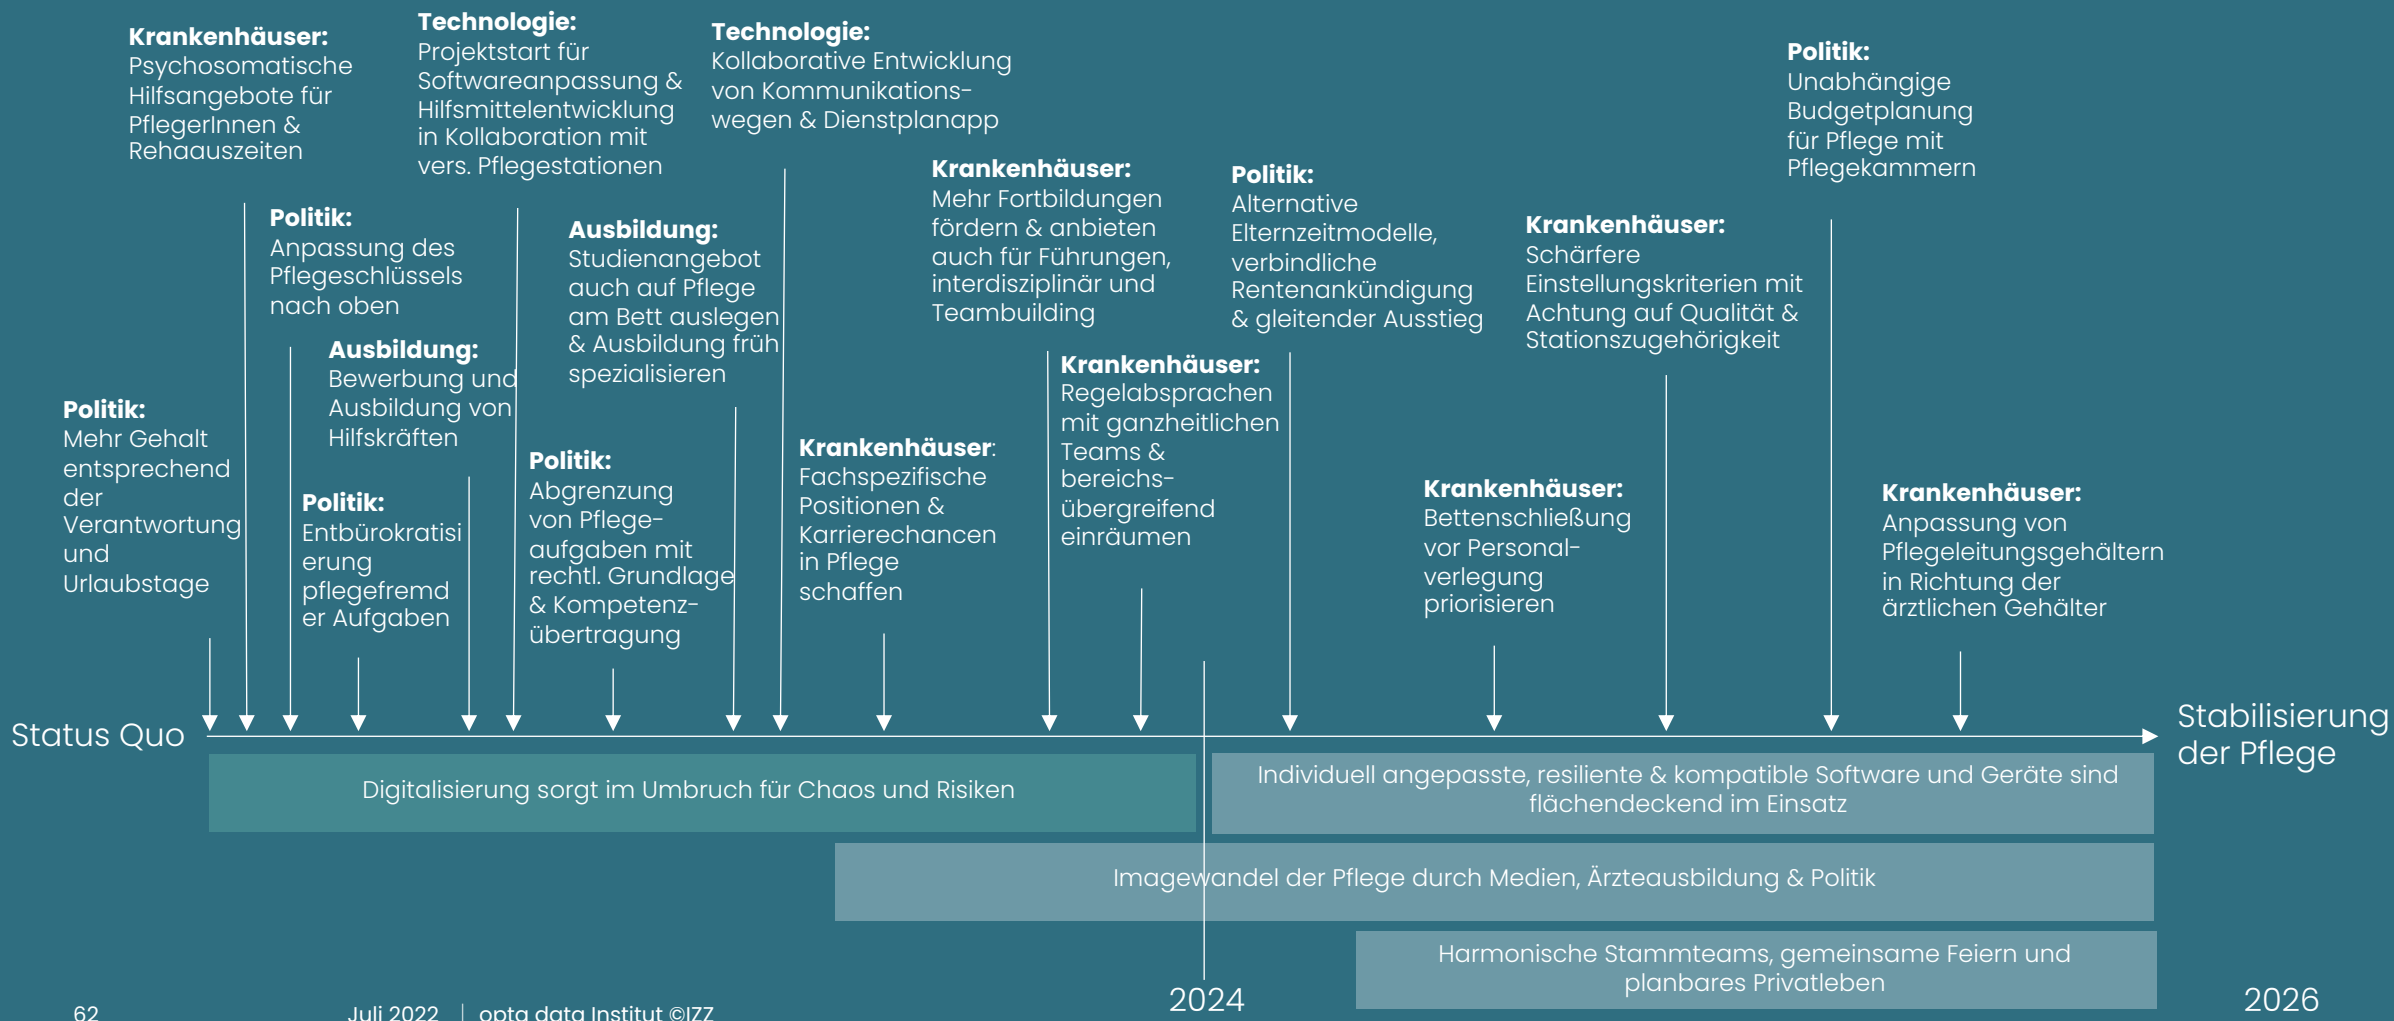 Krankenhäuser:
Psychosomatische
Hilfsangebote für
PflegerInnen &
Rehaauszeiten
Technologie:
Projektstart für
Softwareanpassung &
Hilfsmittelentwicklung
in Kollaboration mit
vers. Pflegestationen
Technologie:
Kollaborative Entwicklung
von Kommunikations-
wegen & Dienstplanapp
Politik:
Unabhängige
Budgetplanung
für Pflege mit
Pflegekammern
Krankenhäuser:
Mehr Fortbildungen
fördern & anbieten
auch für Führungen,
interdisziplinär und
Teambuilding
Politik:
Alternative
Elternzeitmodelle,
verbindliche
Rentenankündigung
& gleitender Ausstieg
Politik:
Anpassung des
Pflegeschlüssels
nach oben
Ausbildung:
Studienangebot
auch auf Pflege
am Bett auslegen
& Ausbildung früh
spezialisieren
Krankenhäuser:
Schärfere
Einstellungskriterien mit
Achtung auf Qualität &
Stationszugehörigkeit
Ausbildung:
Bewerbung und
Ausbildung von
Hilfskräften
Krankenhäuser:
Regelabsprachen
mit ganzheitlichen
Teams &
bereichs-
übergreifend
einräumen
Politik:
Mehr Gehalt
entsprechend
der
Verantwortung
und
Urlaubstage
Politik:
Entbürokratisi
erung
pflegefremd
er Aufgaben
Politik:
Abgrenzung
von Pflege-
aufgaben mit
rechtl. Grundlage
& Kompetenz-
übertragung
Krankenhäuser:
Fachspezifische
Positionen &
Karrierechancen
in Pflege
schaffen
Krankenhäuser:
Bettenschließung
vor Personal-
verlegung
priorisieren
Krankenhäuser:
Anpassung von
Pflegeleitungsgehältern
in Richtung der
ärztlichen Gehälter
Status Quo
Stabilisierung
der Pflege
Digitalisierung sorgt im Umbruch für Chaos und Risiken
Individuell angepasste, resiliente & kompatible Software und Geräte sind
flächendeckend im Einsatz
Imagewandel der Pflege durch Medien, Ärzteausbildung & Politik
Harmonische Stammteams, gemeinsame Feiern und
planbares Privatleben
2024
2026
62
Juli 2022 | opta data Institut ©IZZ